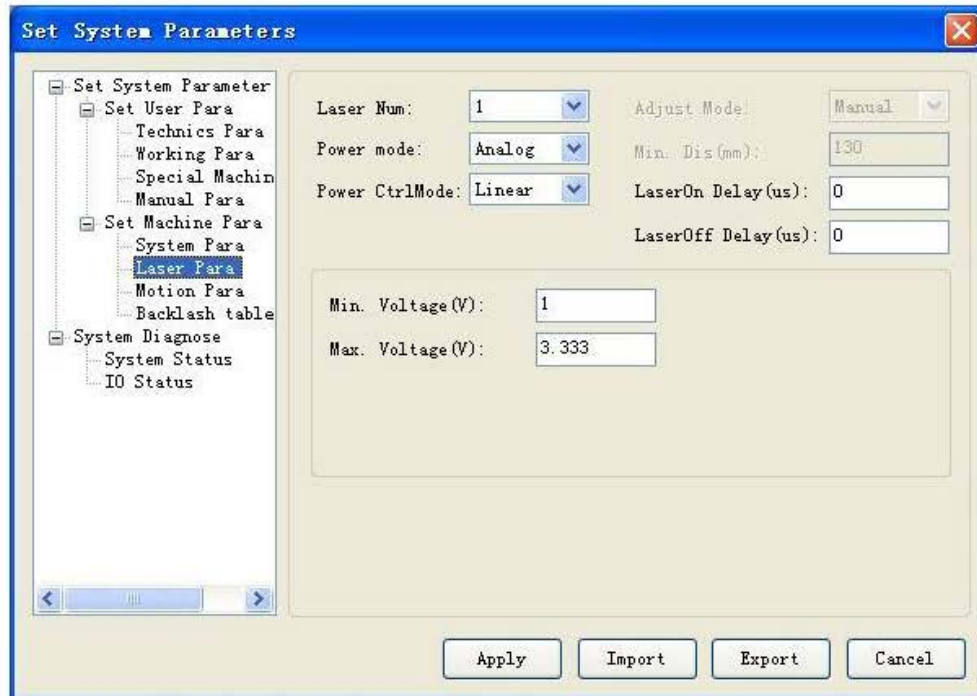 Set System Parameters
Set System Parameter
Set User Para
Technics Para
Working Para
Special Machin
Manual Para
Set Machine Para
System Para
Laser Para
Motion Para
Backlash table
System Diagnose
System Status
IO Status
Laser Num: 1
Power mode: Analog
Power CtrlMode: Linear
Adjust Mode: Manual
Min. Dis(mm): 130
LaserOn Delay(us): 0
LaserOff Delay(us): 0
Min. Voltage(V): 1
Max. Voltage(V): 3.333
Apply Import Export Cancel